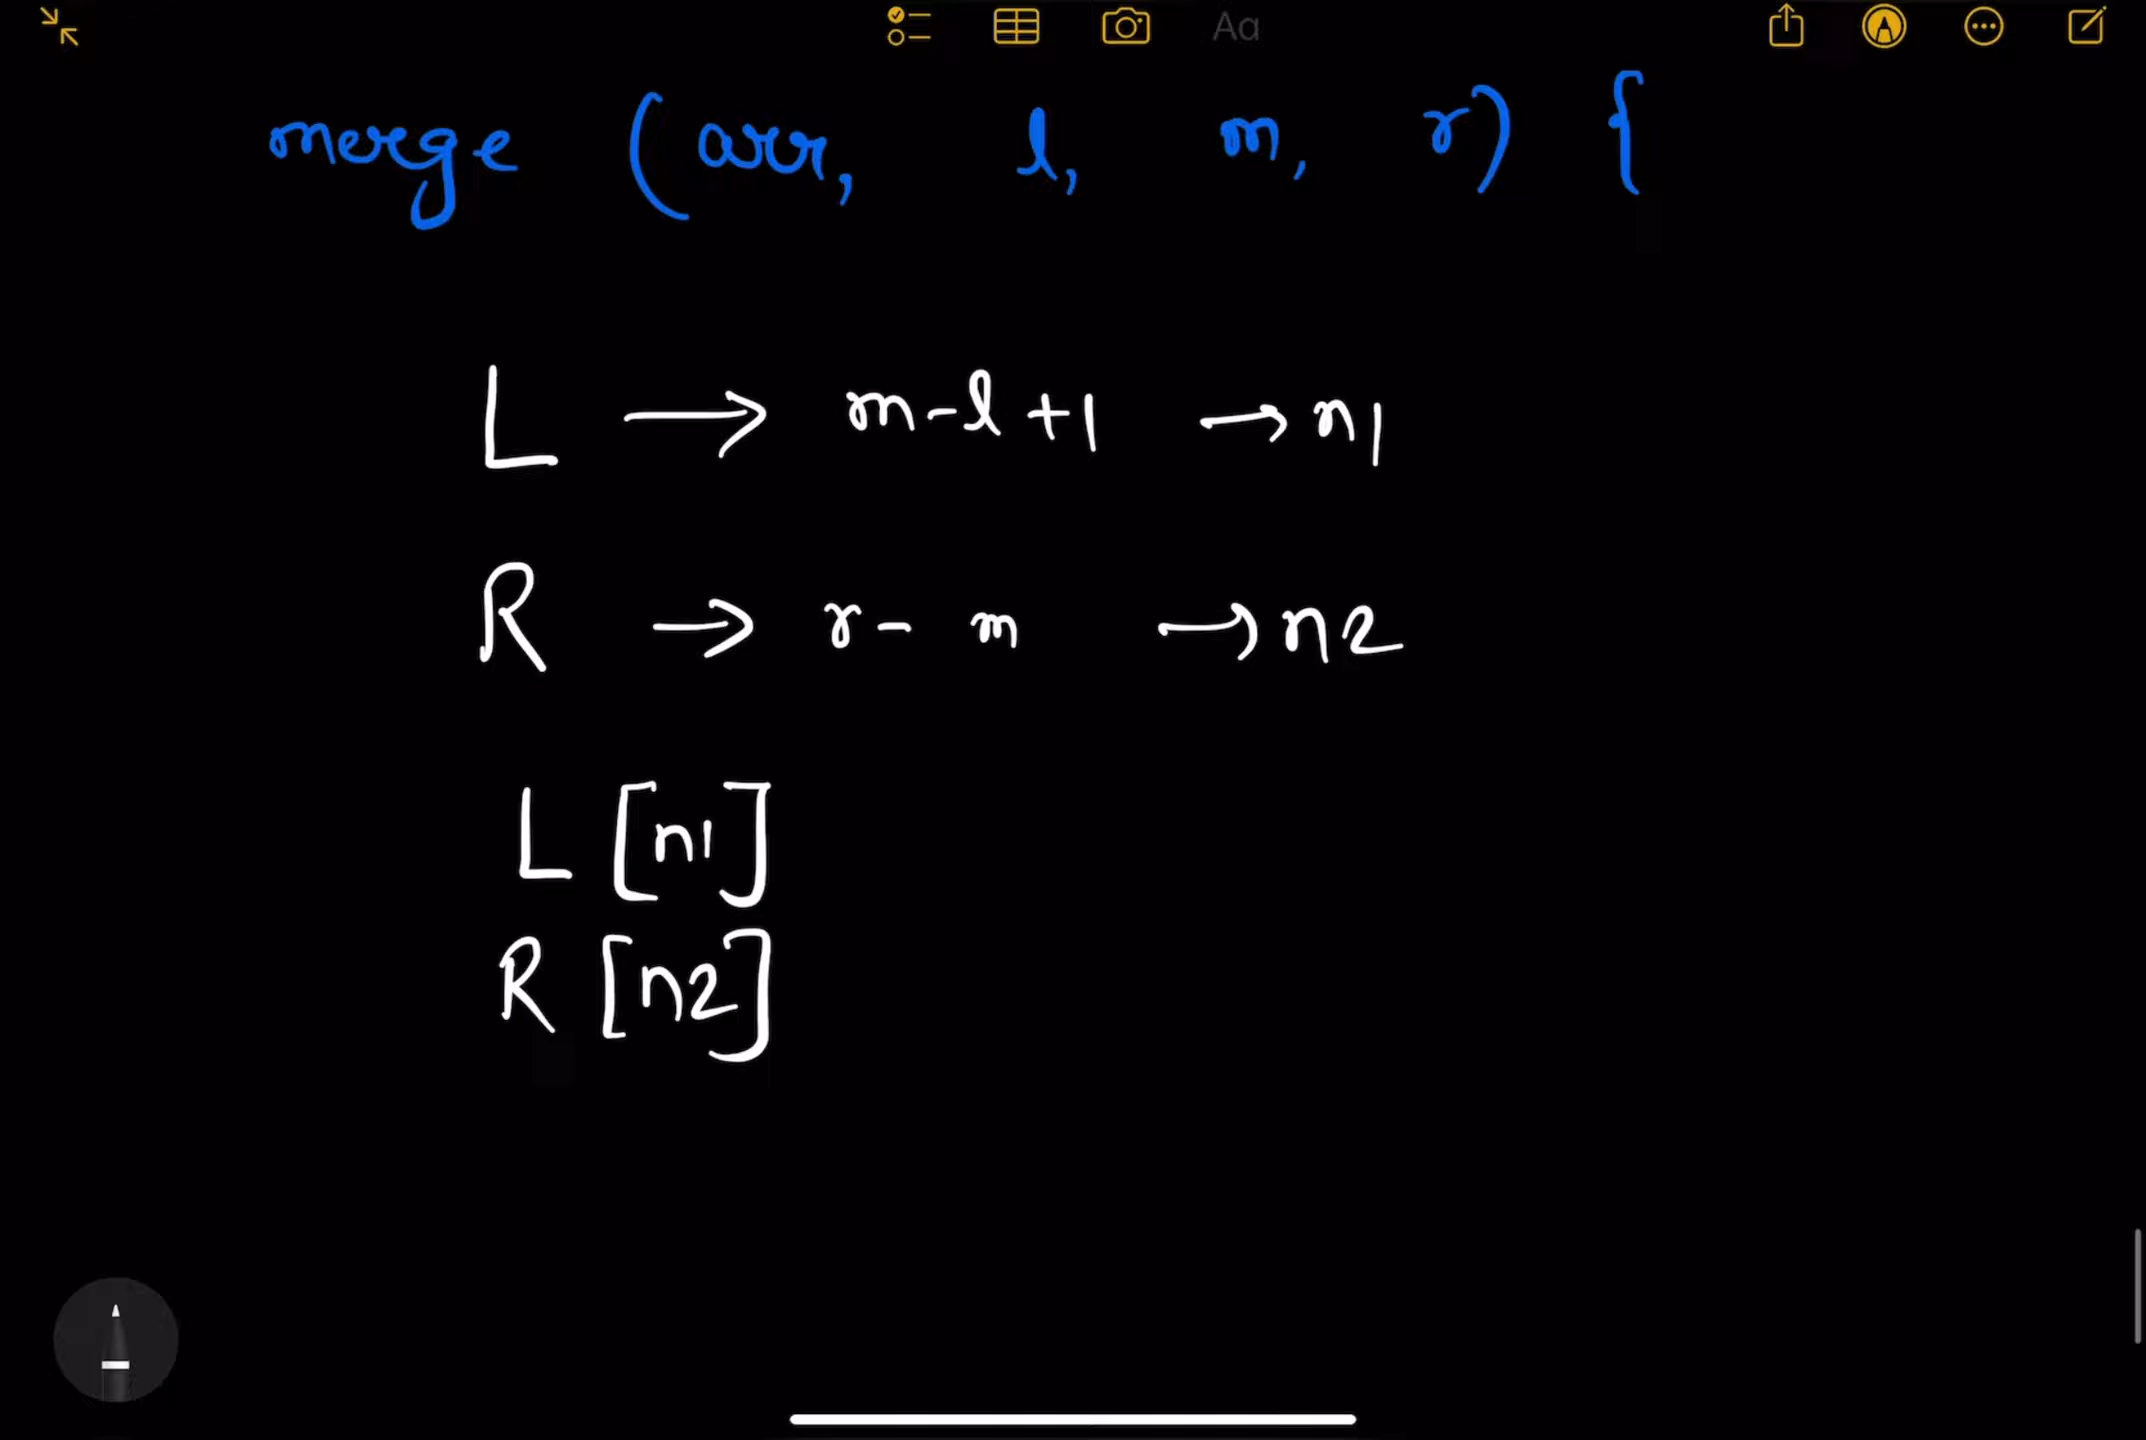 Aa
merge (arr, l, m, r) {
L → m-l+1 → n1
R → r- m → n2
L [n1]
R [n2]